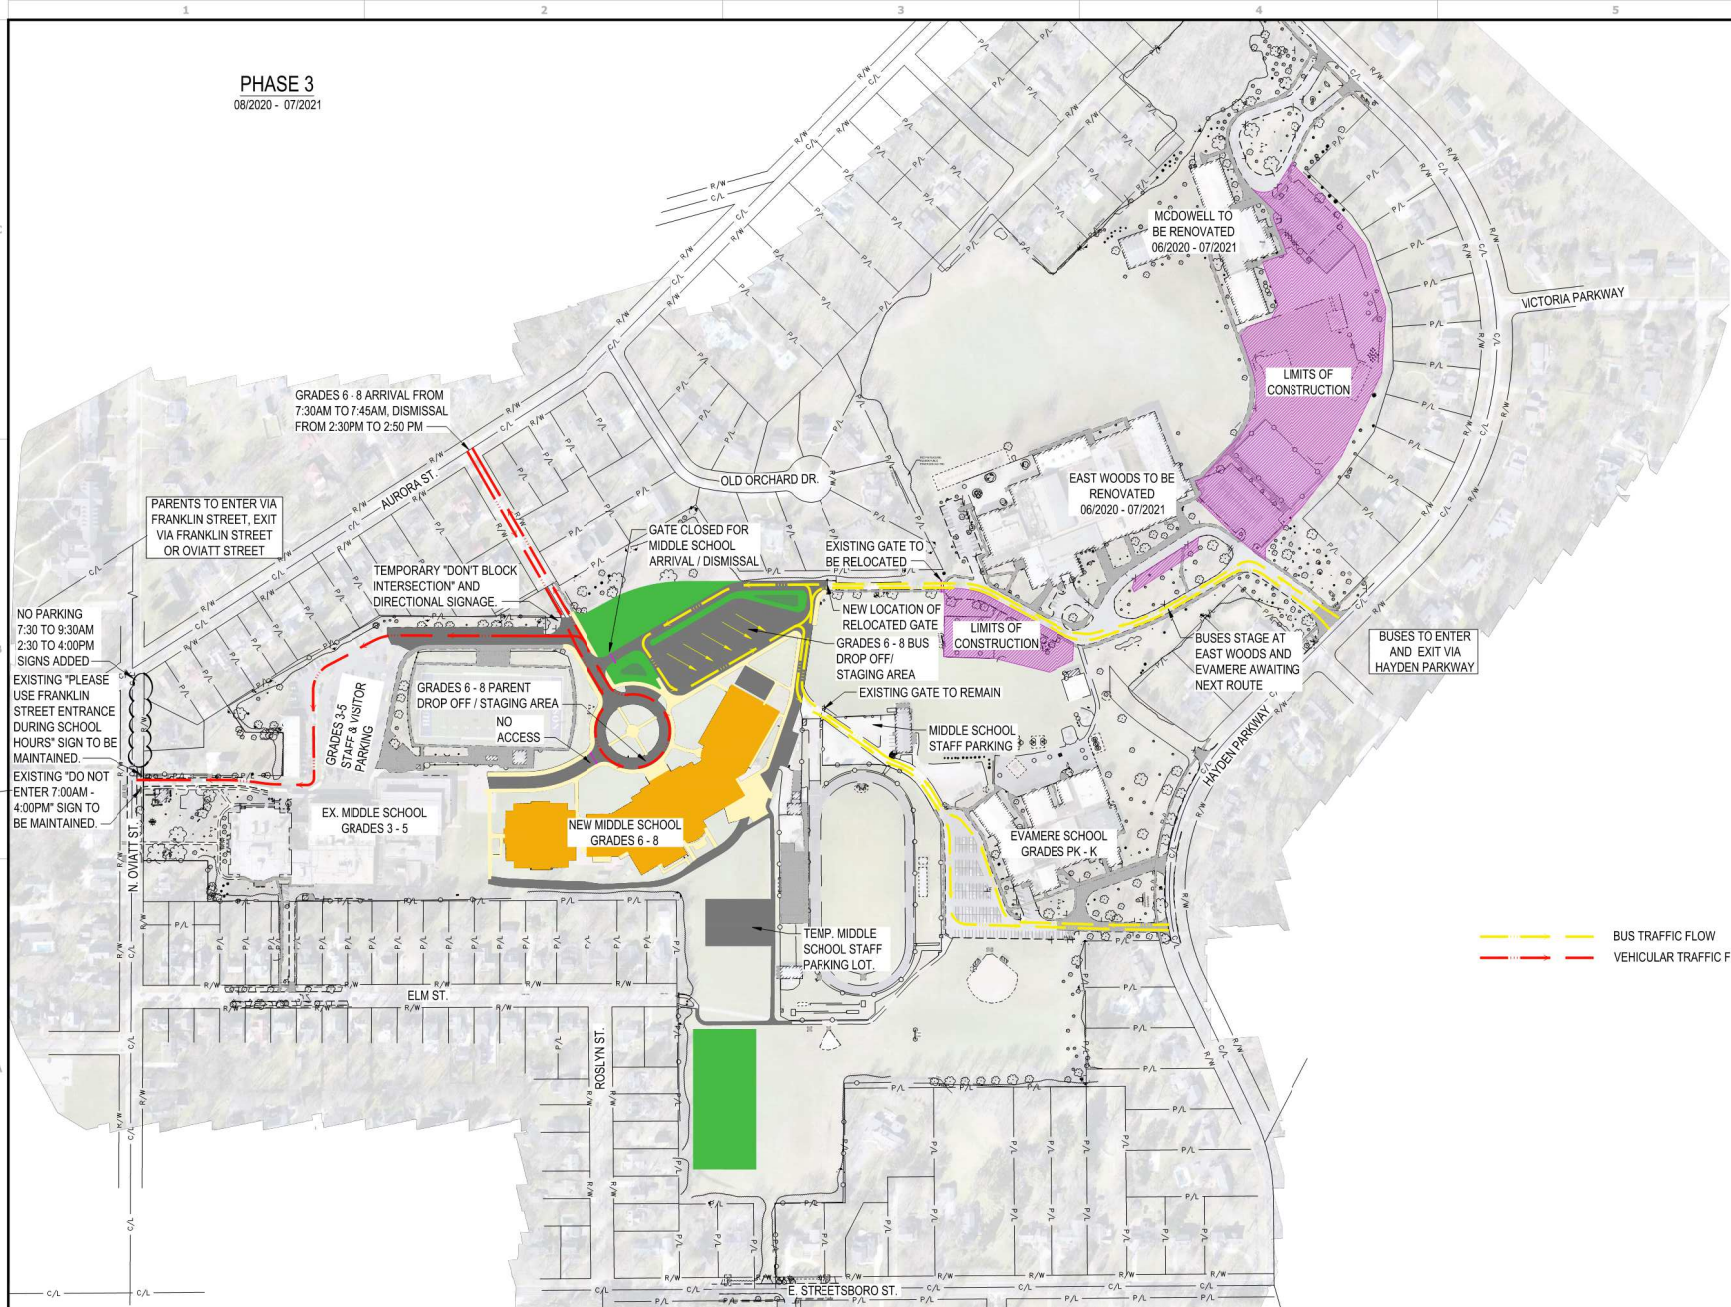 1 2 3 4 5
PHASE 3
08/2020 - 07/2021
MCDOWELL TO
BE RENOVATED
06/2020 - 07/2021
VICTORIA PARKWAY
LIMITS OF
CONSTRUCTION
GRADES 6 - 8 ARRIVAL FROM
7:30AM TO 7:45AM, DISMISSAL
FROM 2:30PM TO 2:50 PM
AURORA ST.
OLD ORCHARD DR.
EAST WOODS TO BE
RENOVATED
06/2020 - 07/2021
PARENTS TO ENTER VIA
FRANKLIN STREET, EXIT
VIA FRANKLIN STREET
OR OVIATT STREET
GATE CLOSED FOR
MIDDLE SCHOOL
ARRIVAL / DISMISSAL
EXISTING GATE TO
BE RELOCATED
TEMPORARY "DON'T BLOCK
INTERSECTION" AND
DIRECTIONAL SIGNAGE.
NEW LOCATION OF
RELOCATED GATE
LIMITS OF
CONSTRUCTION
NO PARKING
7:30 TO 9:30AM
2:30 TO 4:00PM
SIGNS ADDED
GRADES 6 - 8 BUS
DROP OFF/
STAGING AREA
BUSES STAGE AT
EAST WOODS AND
EVAMERE AWAITING
NEXT ROUTE
BUSES TO ENTER
AND EXIT VIA
HAYDEN PARKWAY
EXISTING "PLEASE
USE FRANKLIN
STREET ENTRANCE
DURING SCHOOL
HOURS" SIGN TO BE
MAINTAINED.
GRADES 3-5
STAFF & VISITOR
PARKING
GRADES 6 - 8 PARENT
DROP OFF / STAGING AREA
NO
ACCESS
EXISTING GATE TO REMAIN
MIDDLE SCHOOL
STAFF PARKING
HAYDEN PARKWAY
EXISTING "DO NOT
ENTER 7:00AM -
4:00PM" SIGN TO
BE MAINTAINED.
N. OVIATT ST.
EX. MIDDLE SCHOOL
GRADES 3 - 5
NEW MIDDLE SCHOOL
GRADES 6 - 8
EVAMERE SCHOOL
GRADES PK - K
TENP. MIDDLE
SCHOOL STAFF
PARKING LOT.
BUS TRAFFIC FLOW
VEHICULAR TRAFFIC F
ELM ST.
ROSLYN ST.
E. STREETSBORO ST.